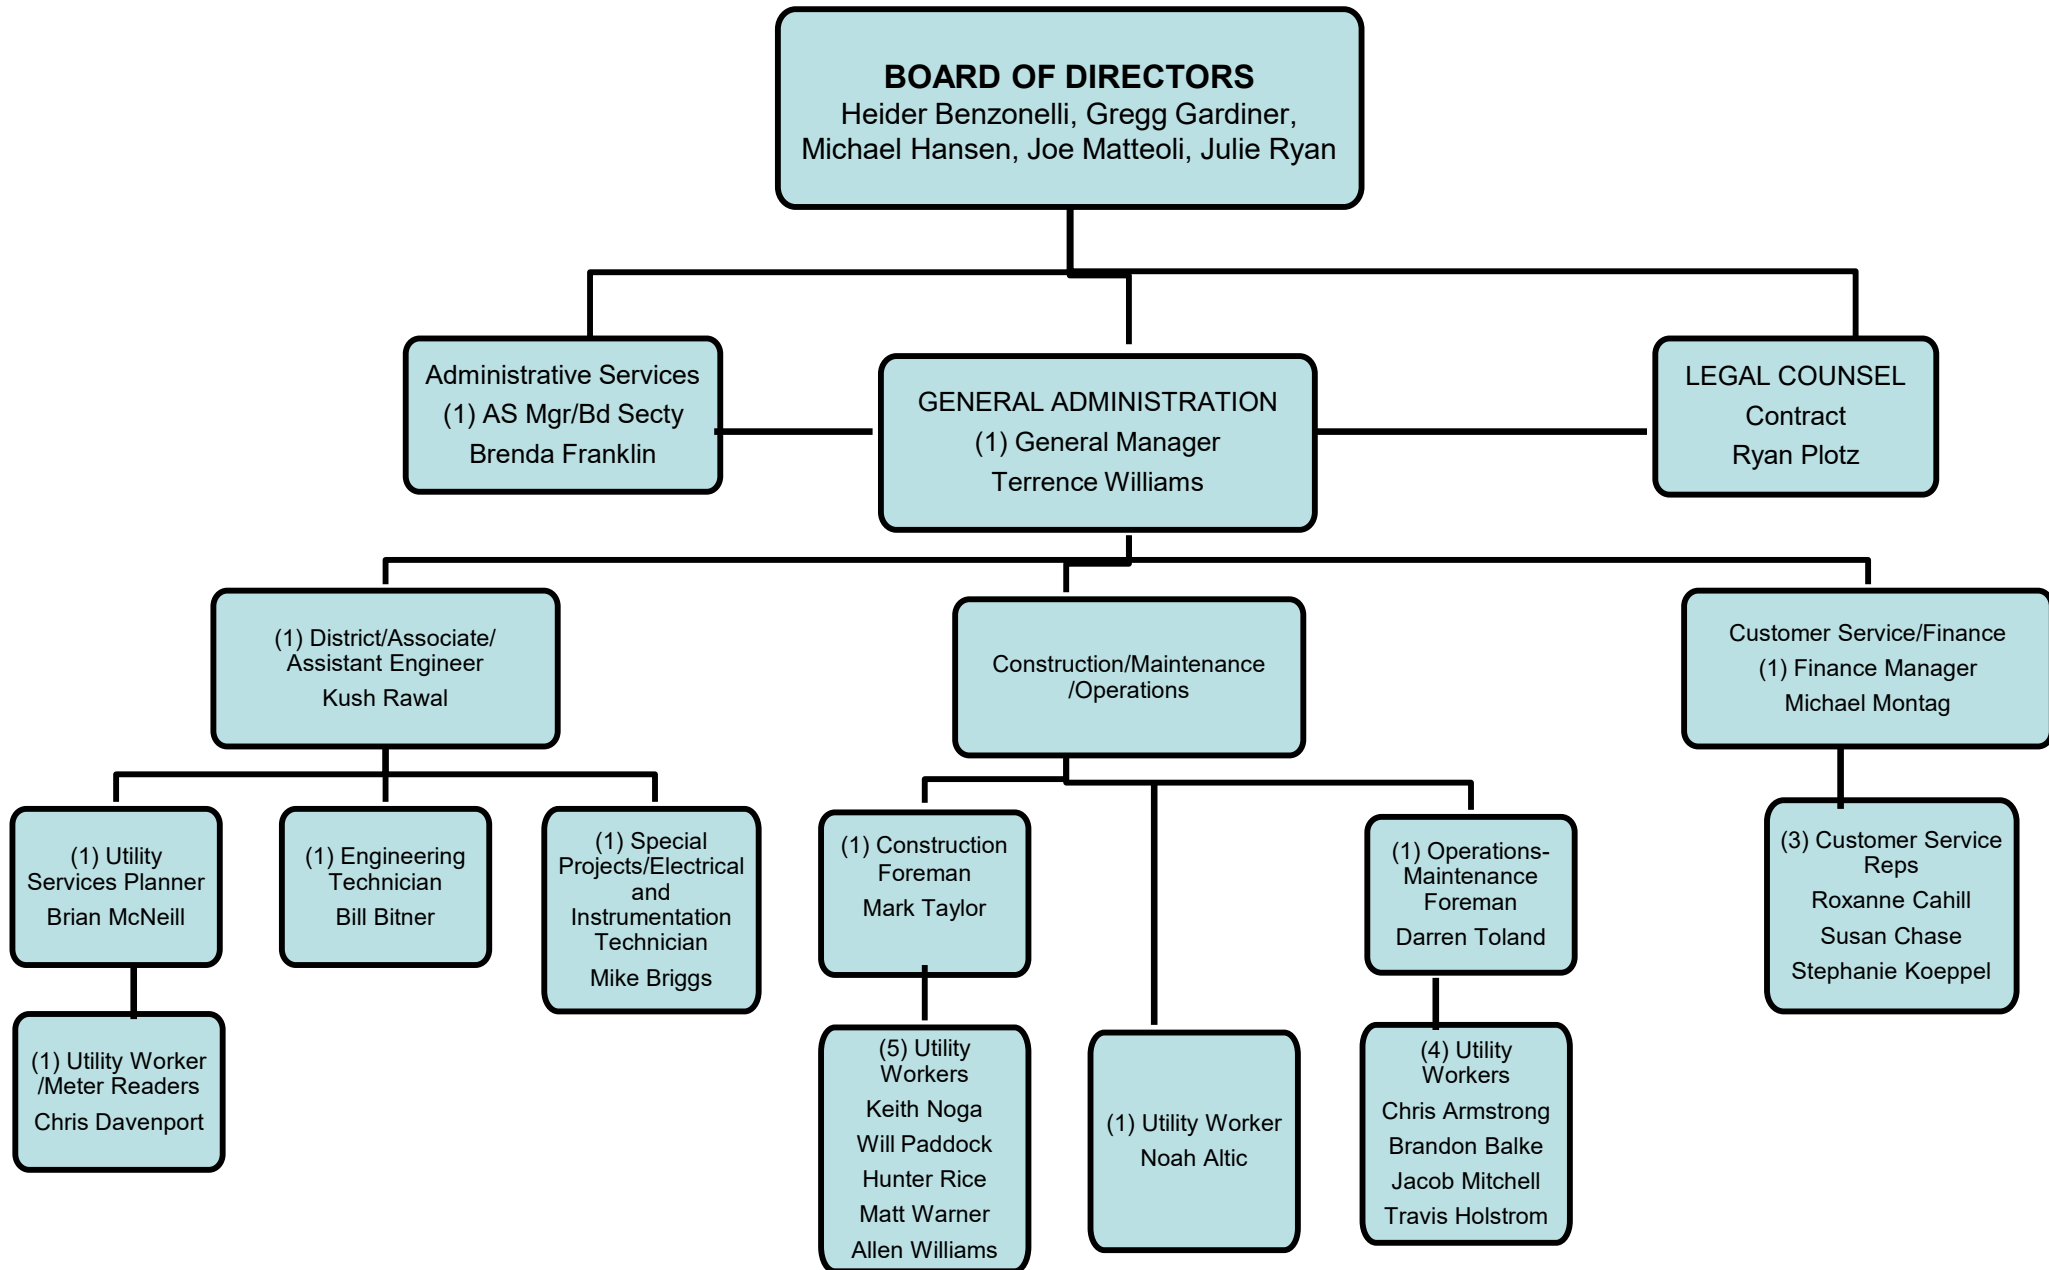 BOARD OF DIRECTORS
Heider Benzonelli, Gregg Gardiner,
Michael Hansen, Joe Matteoli, Julie Ryan
Administrative Services
(1) AS Mgr/Bd Secty
Brenda Franklin
GENERAL ADMINISTRATION
(1) General Manager
Terrence Williams
LEGAL COUNSEL
Contract
Ryan Plotz
(1) District/Associate/
Assistant Engineer
Kush Rawal
Construction/Maintenance
/Operations
Customer Service/Finance
(1) Finance Manager
Michael Montag
(1) Utility
Services Planner
Brian McNeill
(1) Engineering
Technician
Bill Bitner
(1) Special
Projects/Electrical
and
Instrumentation
Technician
Mike Briggs
(1) Construction
Foreman
Mark Taylor
(1) Operations-
Maintenance
Foreman
Darren Toland
(3) Customer Service
Reps
Roxanne Cahill
Susan Chase
Stephanie Koeppel
(1) Utility Worker
/Meter Readers
Chris Davenport
(5) Utility
Workers
Keith Noga
Will Paddock
Hunter Rice
Matt Warner
Allen Williams
(1) Utility Worker
Noah Altic
(4) Utility
Workers
Chris Armstrong
Brandon Balke
Jacob Mitchell
Travis Holstrom